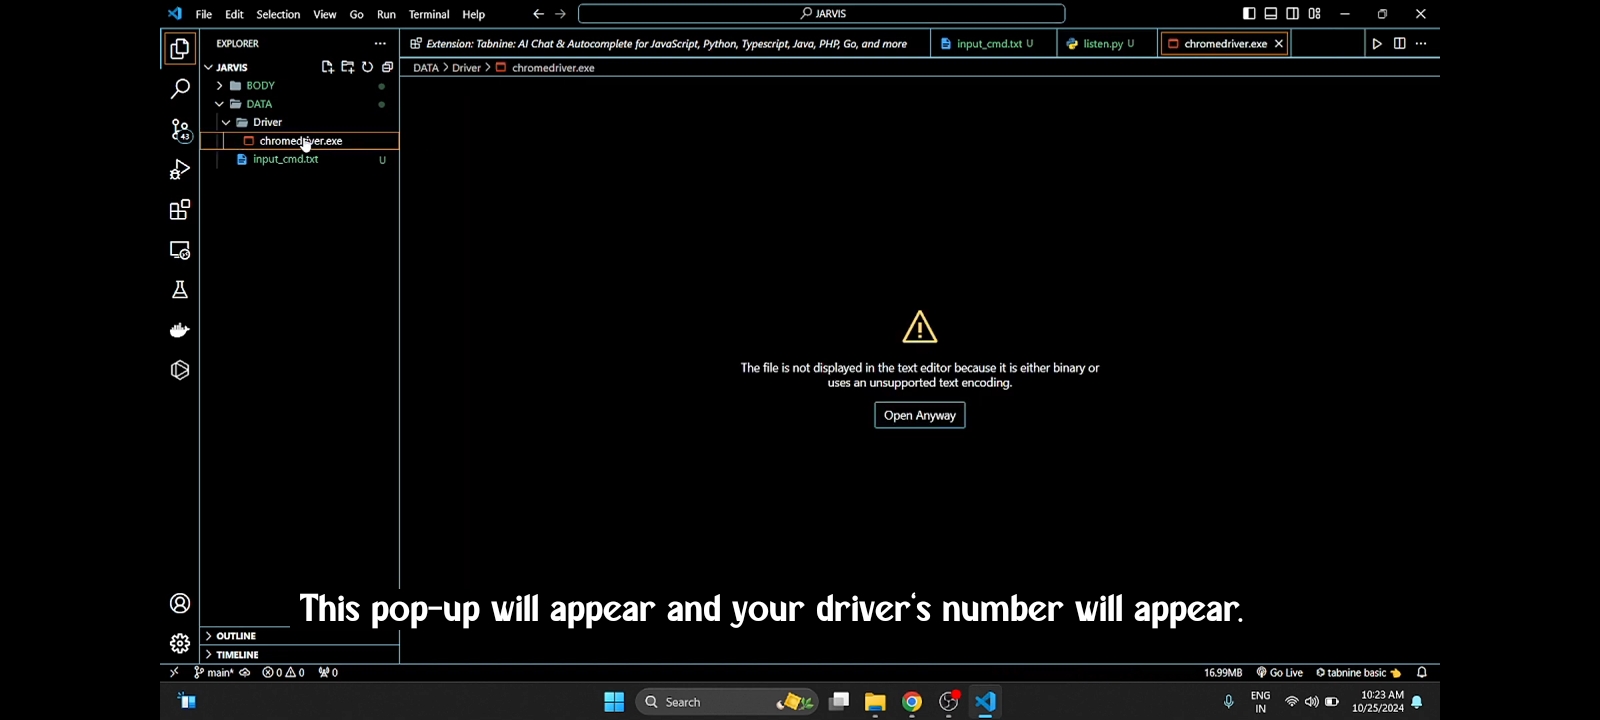 File Edit Selection View Go Run Terminal Help
JARVIS
EXPLORER
Extension: Tabnine: AI Chat & Autocomplete for JavaScript, Python, Typescript, Java, PHP, Go, and more
input_cmd.txt U
listen.py U
chromedriver.exe
JARVIS
DATA > Driver > chromedriver.exe
BODY
DATA
Driver
chromedriver.exe
input_cmd.txt U
43
The file is not displayed in the text editor because it is either binary or
uses an unsupported text encoding.
Open Anyway
This pop-up will appear and your driver's number will appear.
OUTLINE
TIMELINE
main* 0 0 0
16.99MB Go Live tabnine basic
Search
ENG
IN
10:23 AM
10/25/2024